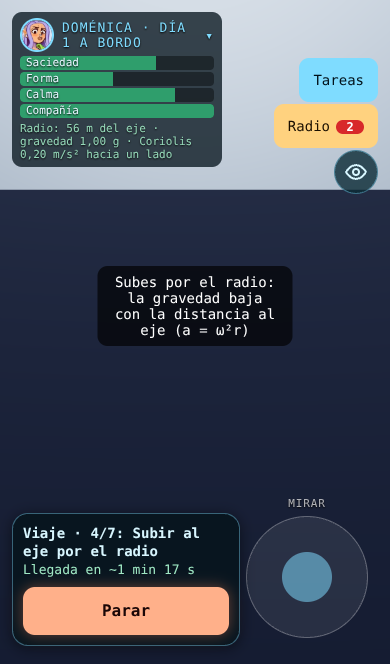 DOMÉNICA · DÍA
1 A BORDO
▾
Saciedad
Forma
Calma
Compañía
Radio: 56 m del eje ·
gravedad 1,00 g · Coriolis
0,20 m/s² hacia un lado
Tareas
Radio 2
Subes por el radio:
la gravedad baja
con la distancia al
eje (a = ω²r)
MIRAR
Viaje · 4/7: Subir al
eje por el radio
Llegada en ~1 min 17 s
Parar